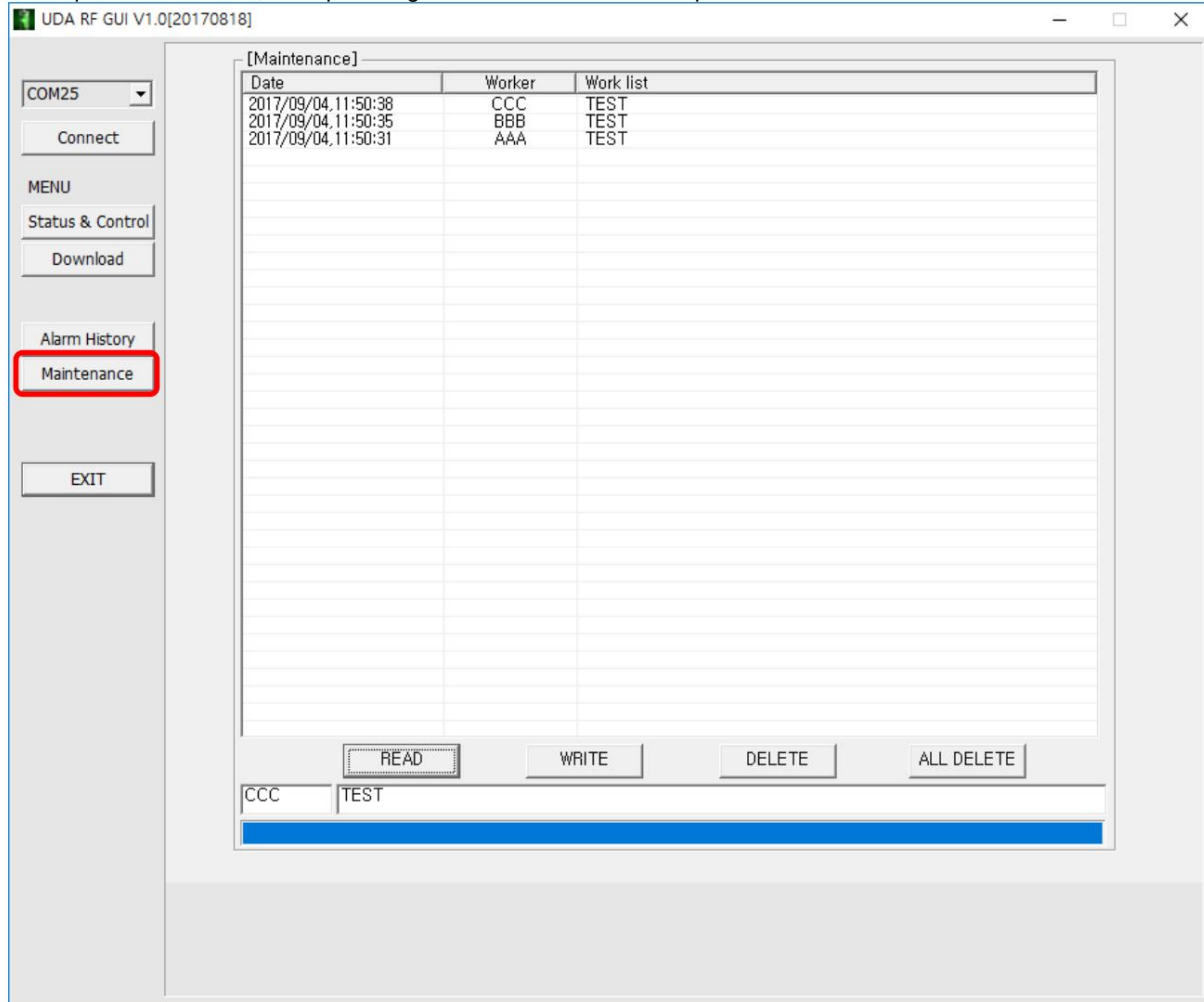 UDA RF GUI V1.0[20170818]
COM25
Connect
MENU
Status & Control
Download
Alarm History
Maintenance
EXIT
[Maintenance]
Date Worker Work list
2017/09/04,11:50:38 CCC TEST
2017/09/04,11:50:35 BBB TEST
2017/09/04,11:50:31 AAA TEST
READ WRITE DELETE ALL DELETE
CCC TEST